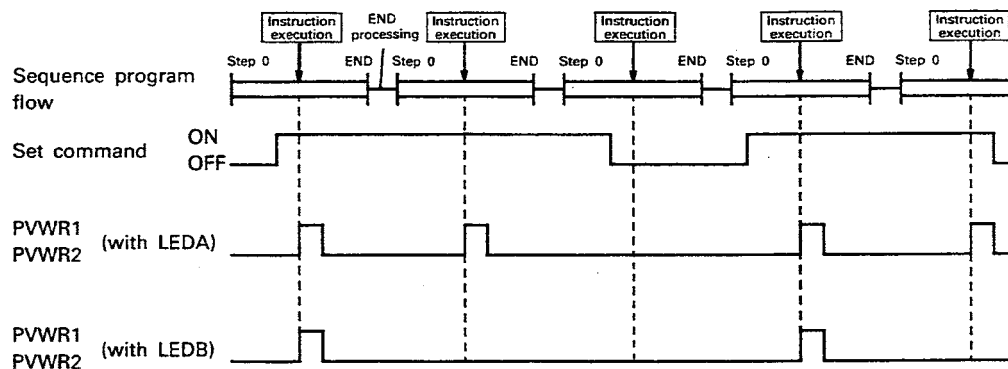 Instruction execution
END processing
Instruction execution
Instruction execution
Instruction execution
Instruction execution
Step 0 END Step 0 END Step 0 END Step 0 END Step 0
Sequence program flow
Set command ON
OFF
PVWR1
PVWR2 (with LEDA)
PVWR1
PVWR2 (with LEDB)